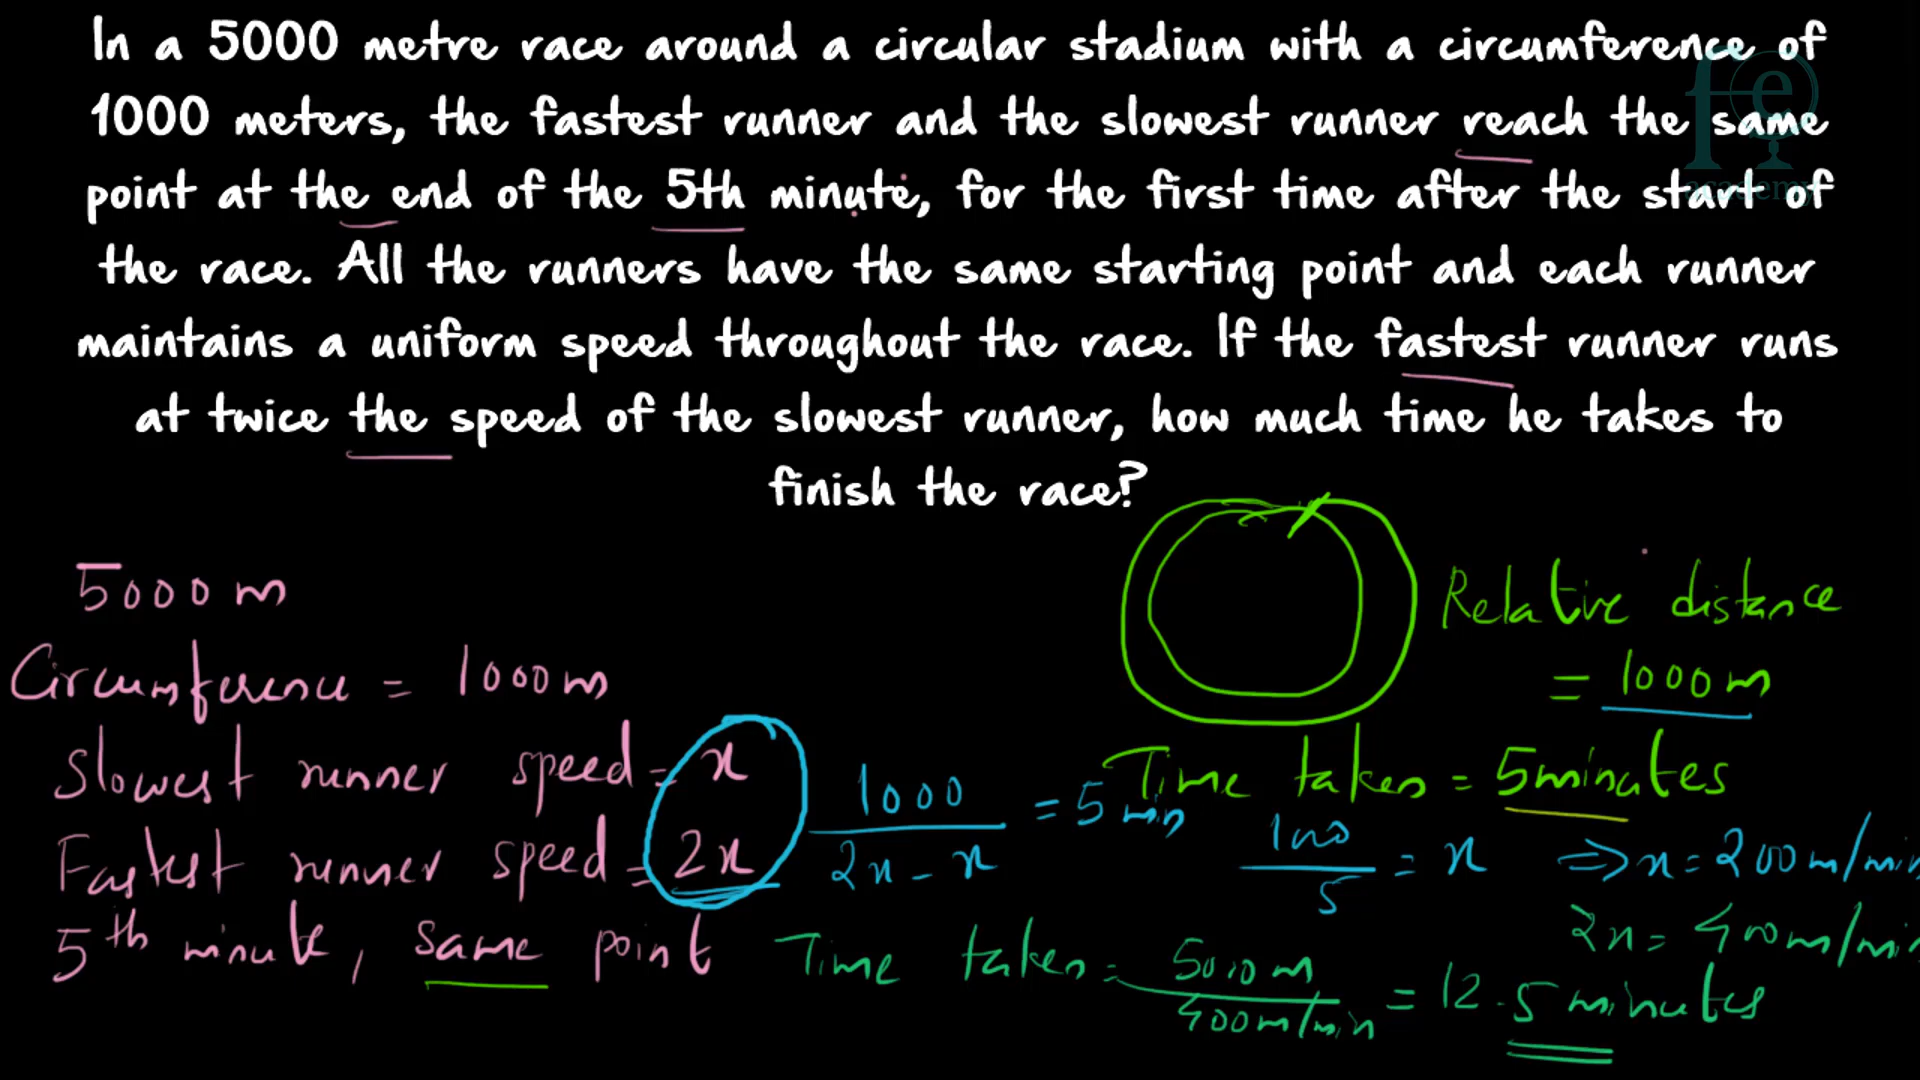 In a 5000 metre race around a circular stadium with a circumference of
1000 meters, the fastest runner and the slowest runner reach the same
point at the end of the 5th minute, for the first time after the start of
the race. All the runners have the same starting point and each runner
maintains a uniform speed throughout the race. If the fastest runner runs
at twice the speed of the slowest runner, how much time he takes to
finish the race?
fe
academy
5000 m
Circumference = 1000 m
Slowest runner speed = x
Fastest runner speed = 2x
5th minute, same point
Relative distance
= 1000 m
Time taken = 5 minutes
1000 / 2x - x = 5 min
1000 / 5 = x ⇒ x = 200 m/min
2x = 400 m/min
Time taken = 5000 m / 400 m/min = 12.5 minutes